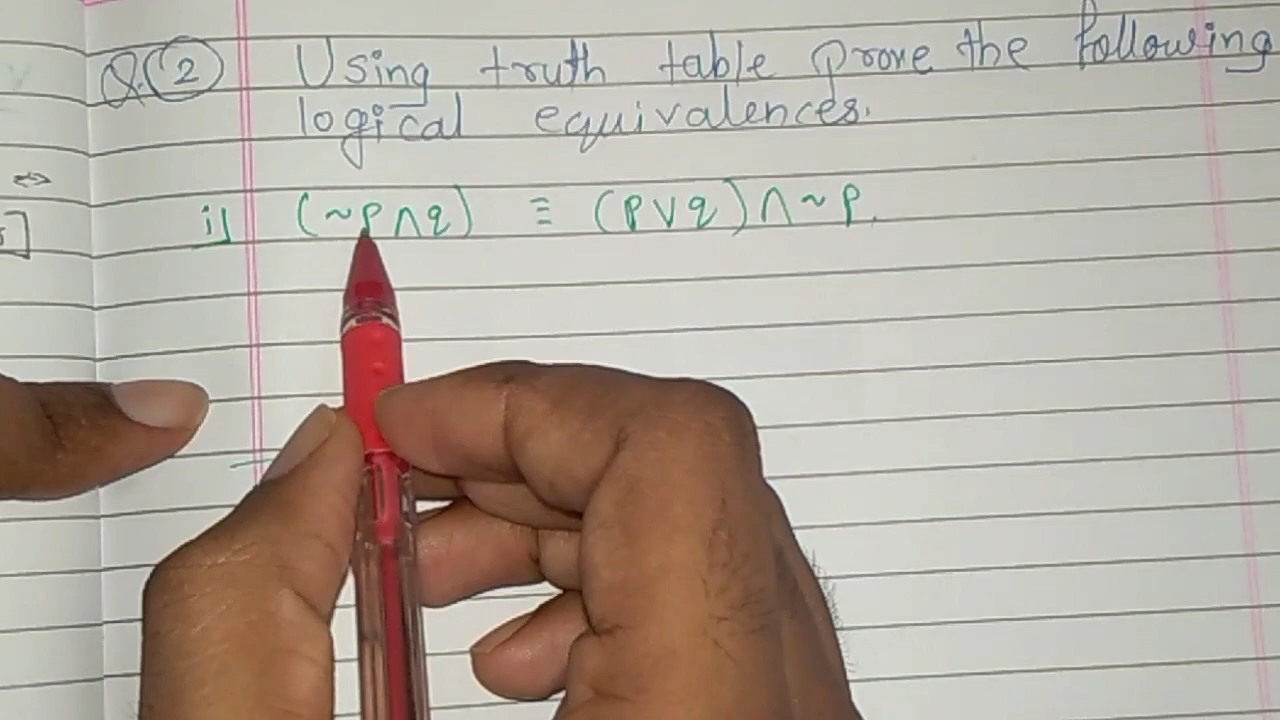 Q.(2) Using truth table prove the following
logical equivalences.
⇔
i] (~p∧q) ≡ (p∨q)∧~p.